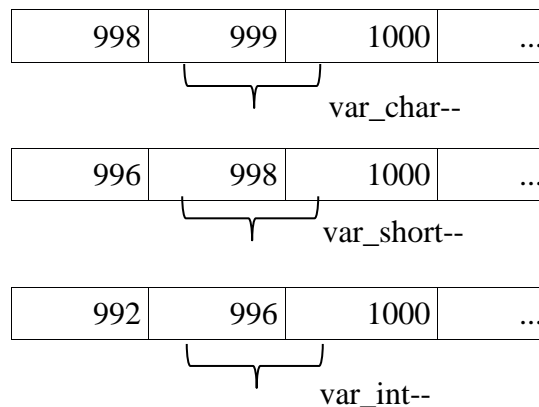 998 999 1000 ...
var_char--
996 998 1000 ...
var_short--
992 996 1000 ...
var_int--